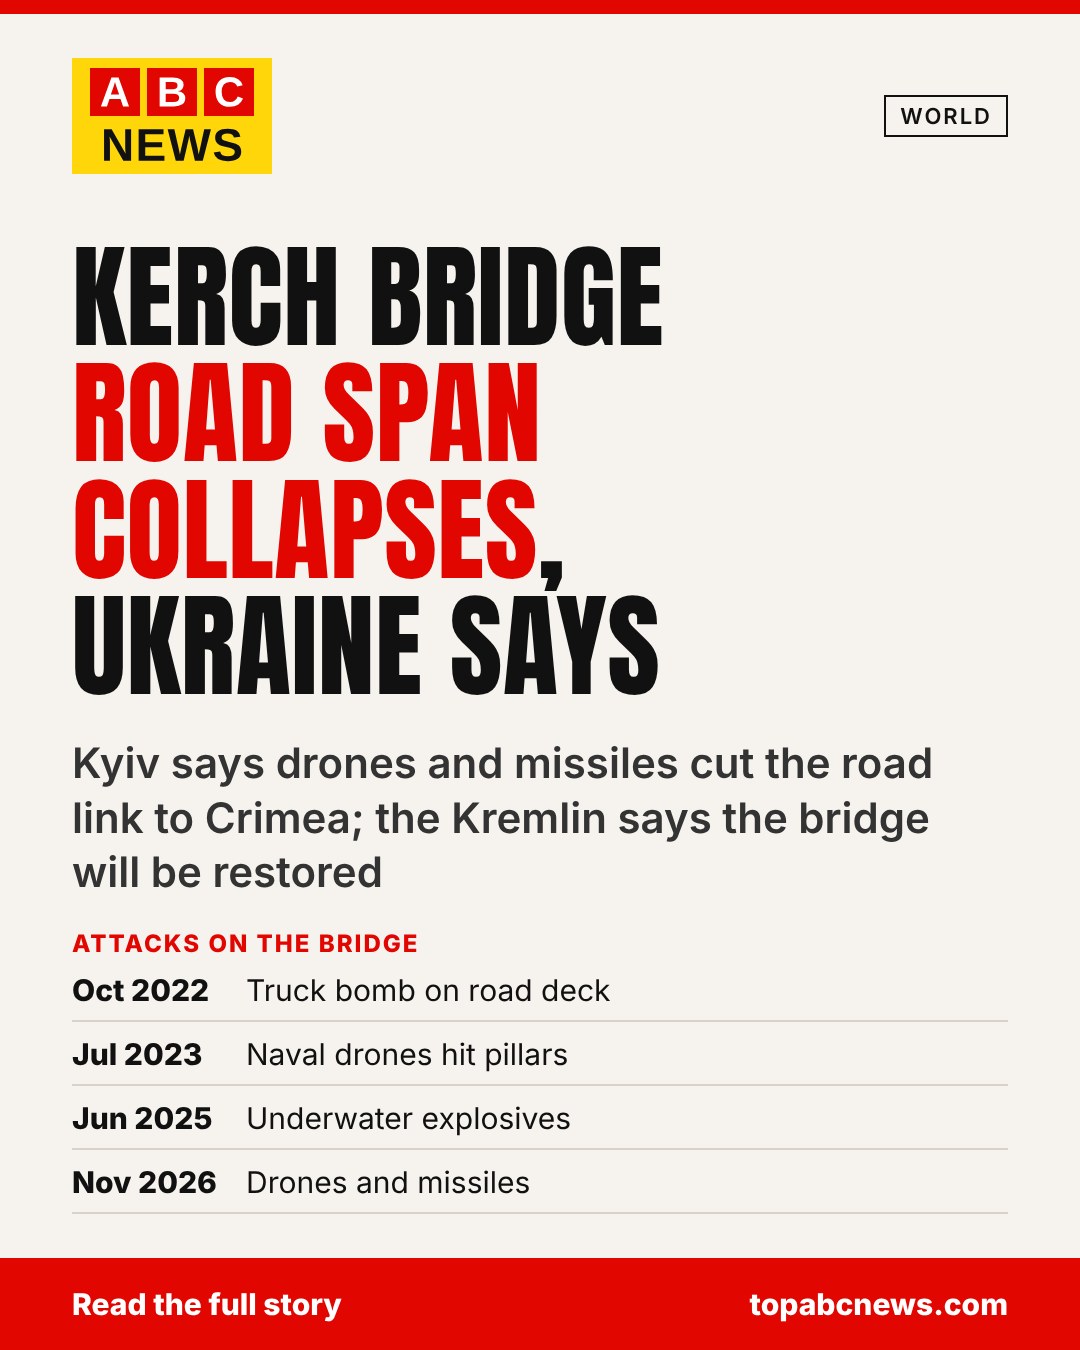 ABC
NEWS
WORLD
KERCH BRIDGE
ROAD SPAN
COLLAPSES,
UKRAINE SAYS
Kyiv says drones and missiles cut the road
link to Crimea; the Kremlin says the bridge
will be restored
ATTACKS ON THE BRIDGE
Oct 2022 Truck bomb on road deck
Jul 2023 Naval drones hit pillars
Jun 2025 Underwater explosives
Nov 2026 Drones and missiles
Read the full story topabcnews.com